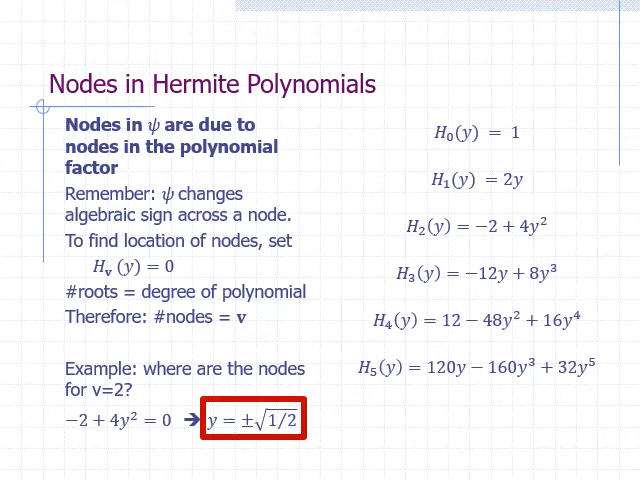 Nodes in Hermite Polynomials
Nodes in ψ are due to
nodes in the polynomial
factor
Remember: ψ changes
algebraic sign across a node.
To find location of nodes, set
H_v (y) = 0
#roots = degree of polynomial
Therefore: #nodes = v
Example: where are the nodes
for v=2?
−2 + 4y² = 0 ➔ y = ±√1/2
H₀(y) = 1
H₁(y) = 2y
H₂(y) = −2 + 4y²
H₃(y) = −12y + 8y³
H₄(y) = 12 − 48y² + 16y⁴
H₅(y) = 120y − 160y³ + 32y⁵